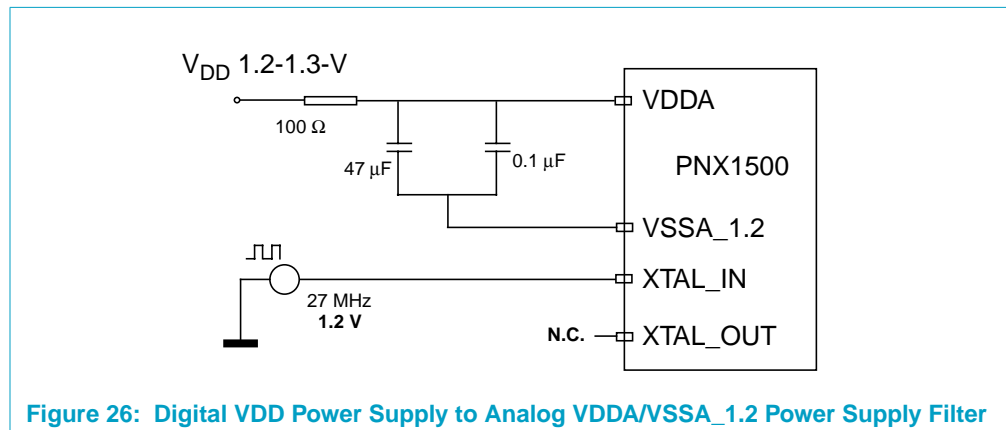 VDD 1.2-1.3-V
100 Ω
47 μF
0.1 μF
VDDA
PNX1500
VSSA_1.2
XTAL_IN
27 MHz
1.2 V
N.C.
XTAL_OUT
Figure 26: Digital VDD Power Supply to Analog VDDA/VSSA_1.2 Power Supply Filter